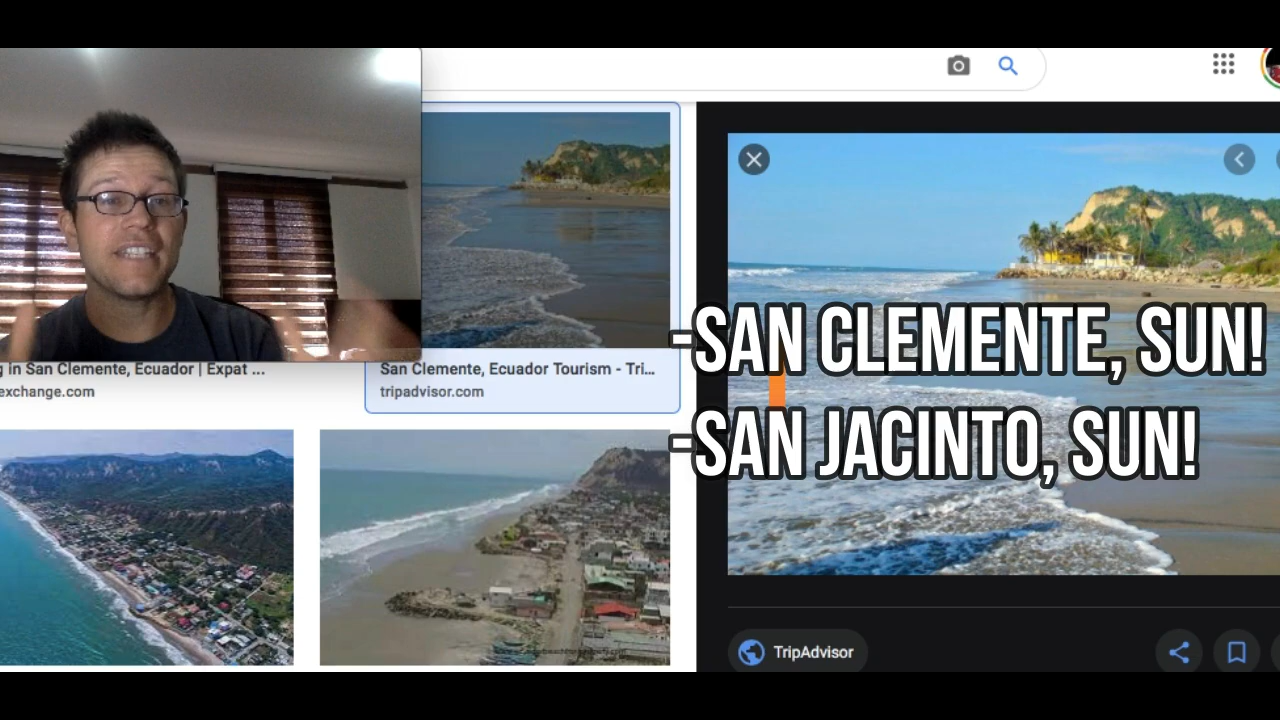 -SAN CLEMENTE, SUN!
-SAN JACINTO, SUN!
g in San Clemente, Ecuador | Expat ...
exchange.com
San Clemente, Ecuador Tourism - Tri...
tripadvisor.com
TripAdvisor